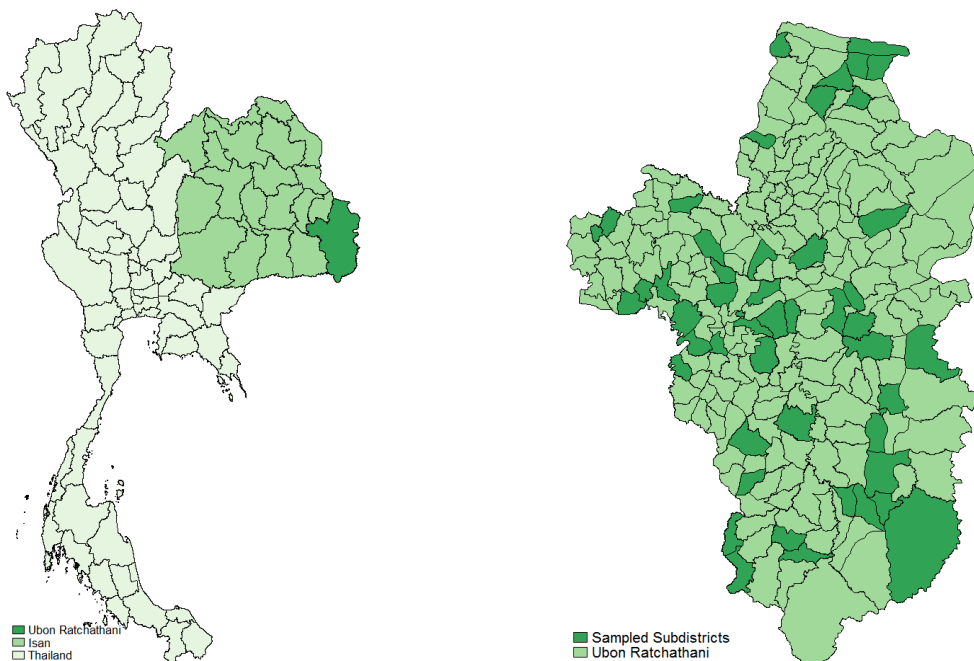 Ubon Ratchathani
Isan
Thailand
Sampled Subdistricts
Ubon Ratchathani